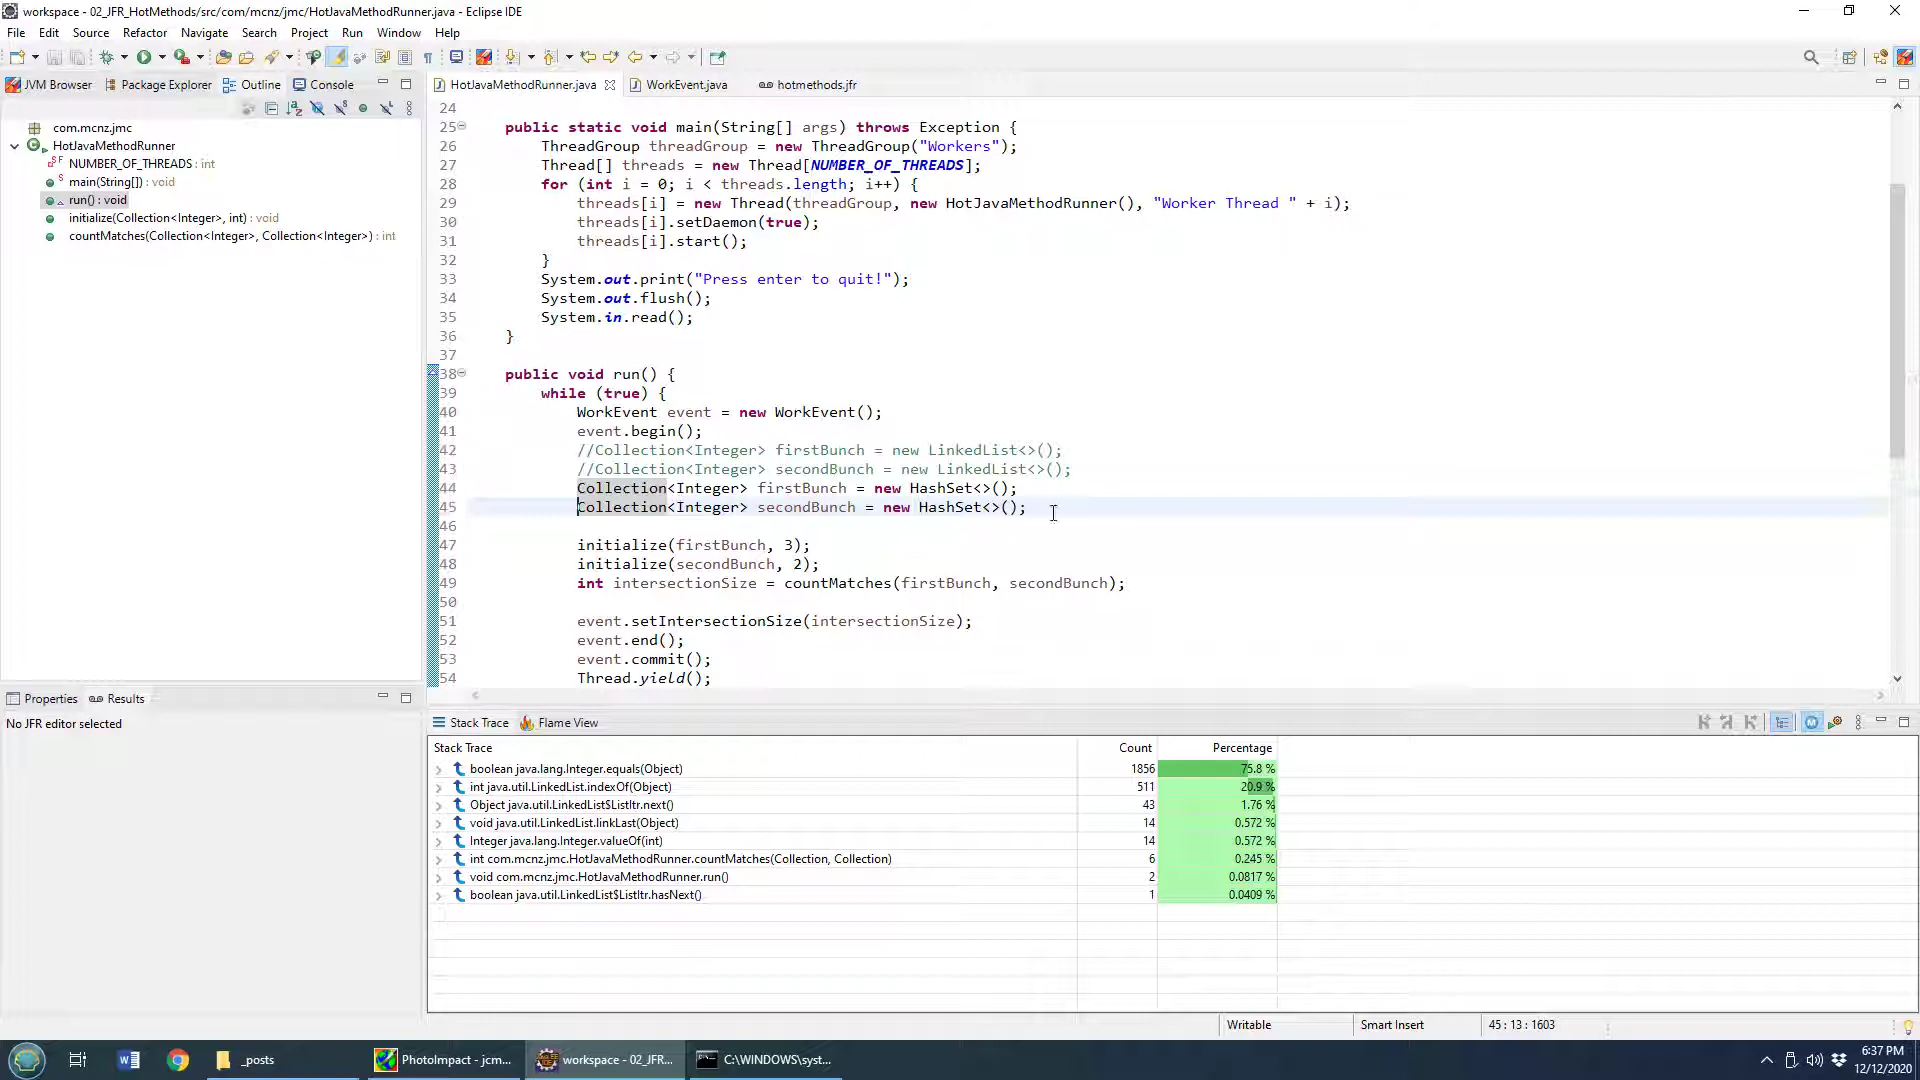 workspace - 02_JFR_HotMethods/src/com/mcnz/jmc/HotJavaMethodRunner.java - Eclipse IDE
File Edit Source Refactor Navigate Search Project Run Window Help
JVM Browser Package Explorer Outline Console
HotJavaMethodRunner.java WorkEvent.java hotmethods.jfr
com.mcnz.jmc
HotJavaMethodRunner
NUMBER_OF_THREADS : int
main(String[]) : void
run() : void
initialize(Collection<Integer>, int) : void
countMatches(Collection<Integer>, Collection<Integer>) : int
24
25 public static void main(String[] args) throws Exception {
26 ThreadGroup threadGroup = new ThreadGroup("Workers");
27 Thread[] threads = new Thread[NUMBER_OF_THREADS];
28 for (int i = 0; i < threads.length; i++) {
29 threads[i] = new Thread(threadGroup, new HotJavaMethodRunner(), "Worker Thread " + i);
30 threads[i].setDaemon(true);
31 threads[i].start();
32 }
33 System.out.print("Press enter to quit!");
34 System.out.flush();
35 System.in.read();
36 }
37
38 public void run() {
39 while (true) {
40 WorkEvent event = new WorkEvent();
41 event.begin();
42 //Collection<Integer> firstBunch = new LinkedList<>();
43 //Collection<Integer> secondBunch = new LinkedList<>();
44 Collection<Integer> firstBunch = new HashSet<>();
45 Collection<Integer> secondBunch = new HashSet<>();
46
47 initialize(firstBunch, 3);
48 initialize(secondBunch, 2);
49 int intersectionSize = countMatches(firstBunch, secondBunch);
50
51 event.setIntersectionSize(intersectionSize);
52 event.end();
53 event.commit();
54 Thread.yield();
Properties Results
No JFR editor selected
Stack Trace Flame View
Stack Trace Count Percentage
boolean java.lang.Integer.equals(Object) 1856 75.8 %
int java.util.LinkedList.indexOf(Object) 511 20.9 %
Object java.util.LinkedList$ListItr.next() 43 1.76 %
void java.util.LinkedList.linkLast(Object) 14 0.572 %
Integer java.lang.Integer.valueOf(int) 14 0.572 %
int com.mcnz.jmc.HotJavaMethodRunner.countMatches(Collection, Collection) 6 0.245 %
void com.mcnz.jmc.HotJavaMethodRunner.run() 2 0.0817 %
boolean java.util.LinkedList$ListItr.hasNext() 1 0.0409 %
Writable Smart Insert 45 : 13 : 1603
_posts PhotoImpact - jcm... workspace - 02_JFR... C:\WINDOWS\syst...
6:37 PM
12/12/2020